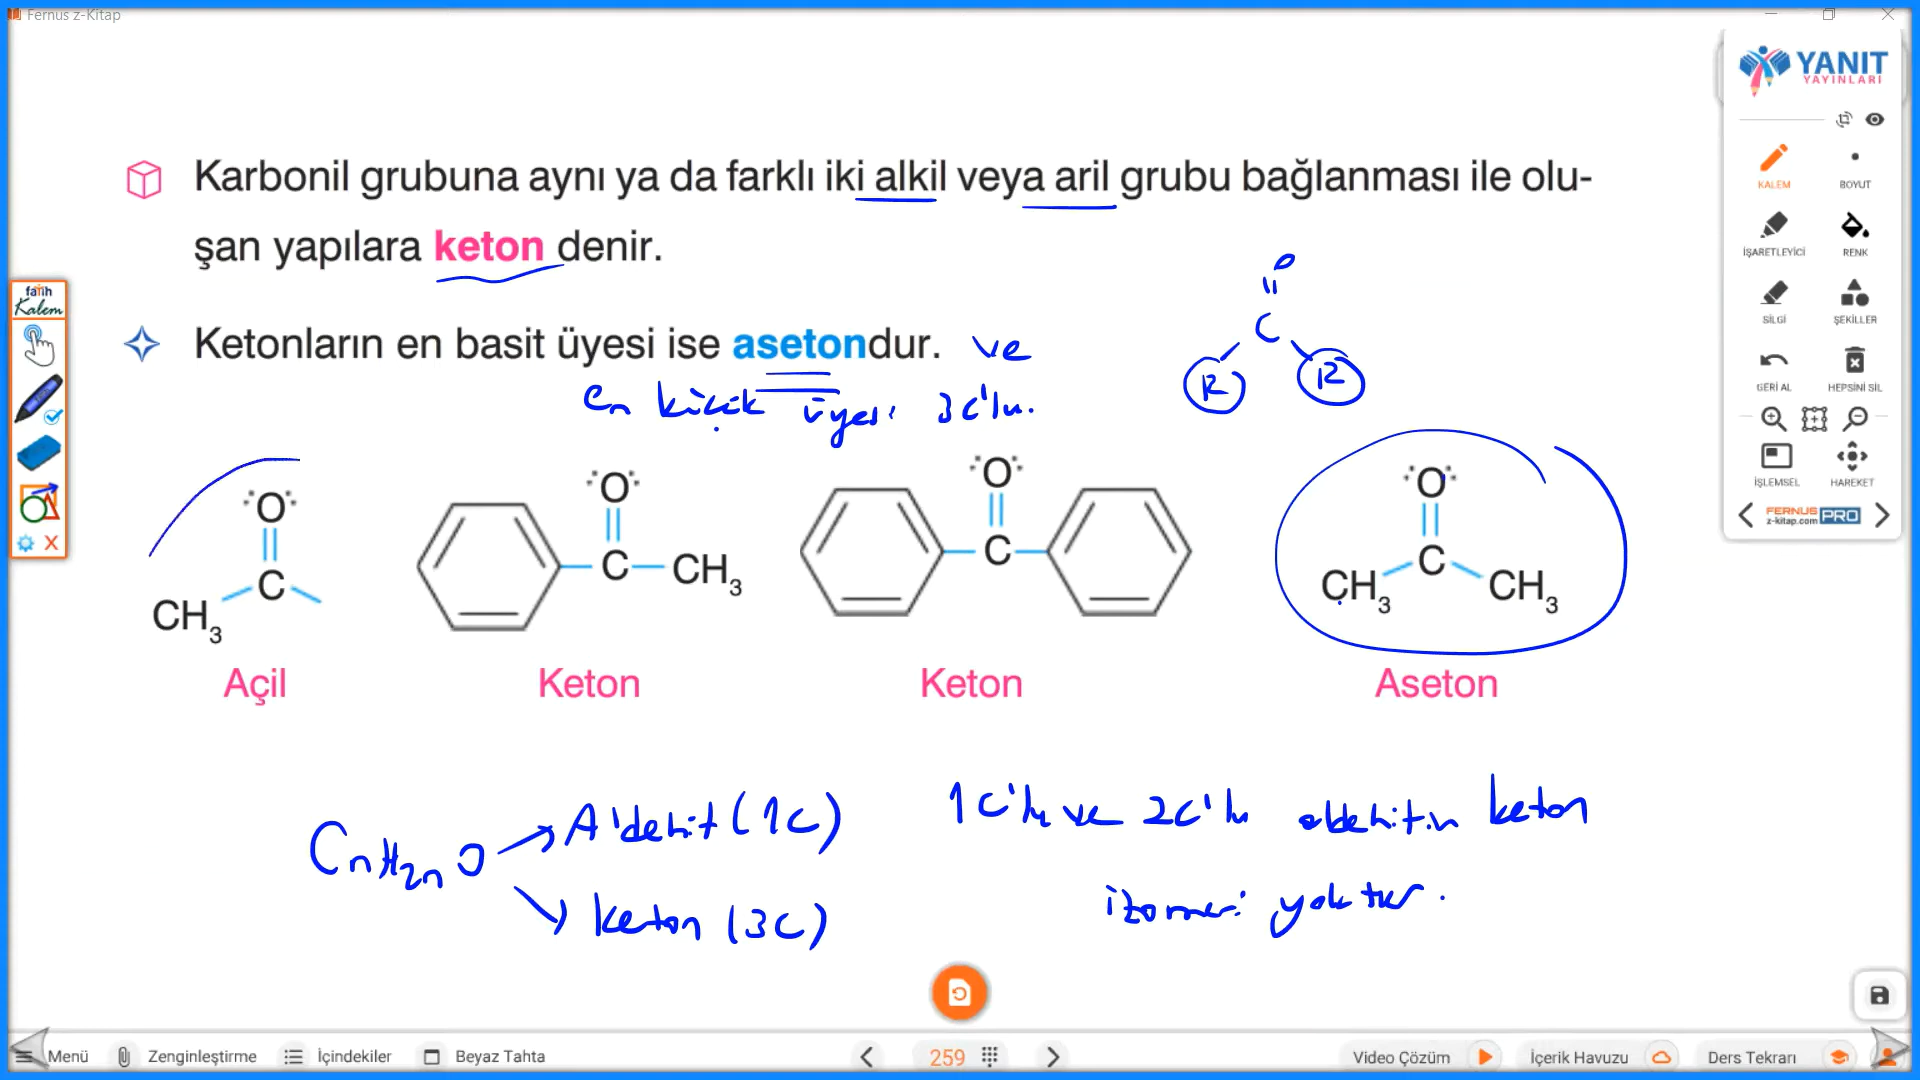 Fernus z-Kitap
YANIT
YAYINLARI
Karbonil grubuna aynı ya da farklı iki alkil veya aril grubu bağlanması ile olu-
şan yapılara keton denir.
Ketonların en basit üyesi ise asetondur. ve
en küçük üyesi 3C'lu.
O
C
R R
:O:
C
CH3
Açil
:O:
C CH3
Keton
:O:
C
Keton
:O:
C
CH3 CH3
Aseton
CnH2nO
Aldehit (1C)
Keton (3C)
1C'lu ve 2C'lu aldehitin keton
izomeri yoktur.
fatih
Kalem
X
KALEM BOYUT
İŞARETLEYİCİ RENK
SİLGİ ŞEKİLLER
GERİ AL HEPSİNİ SİL
İŞLEMSEL HAREKET
FERNUS
z-kitap.com PRO
Menü Zenginleştirme İçindekiler Beyaz Tahta 259 Video Çözüm İçerik Havuzu Ders Tekrarı